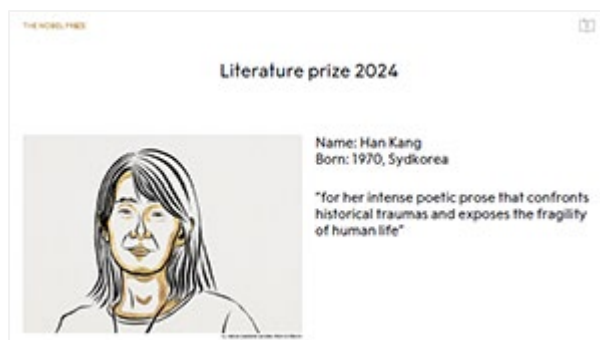 THE NOBEL PRIZE
Literature prize 2024
Name: Han Kang
Born: 1970, Sydkorea
"for her intense poetic prose that confronts
historical traumas and exposes the fragility
of human life"